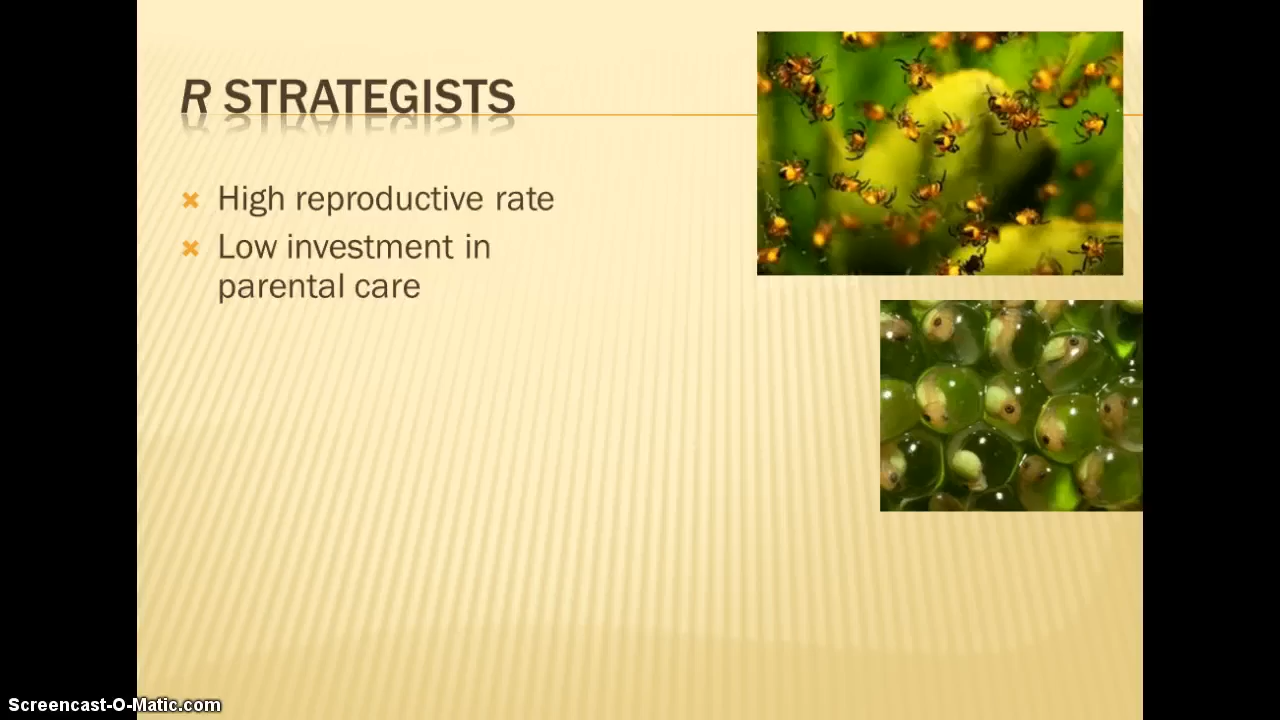 R STRATEGISTS
High reproductive rate
Low investment in
parental care
Screencast-O-Matic.com